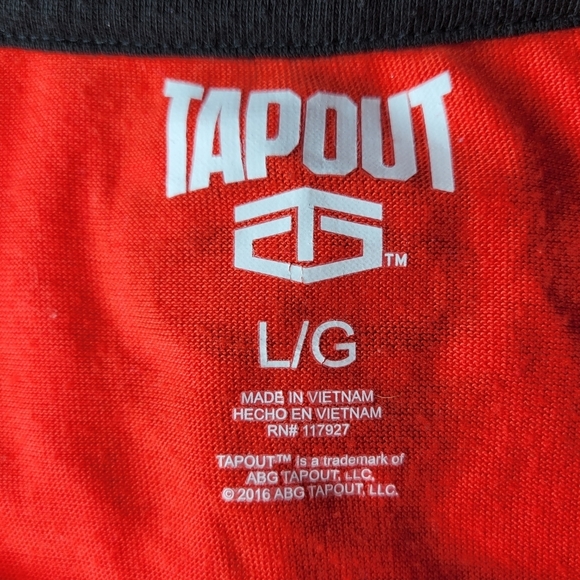 TAPOUT
TM
L/G
MADE IN VIETNAM
HECHO EN VIETNAM
RN# 117927
TAPOUT™ is a trademark of
ABG TAPOUT, LLC.
© 2016 ABG TAPOUT, LLC.